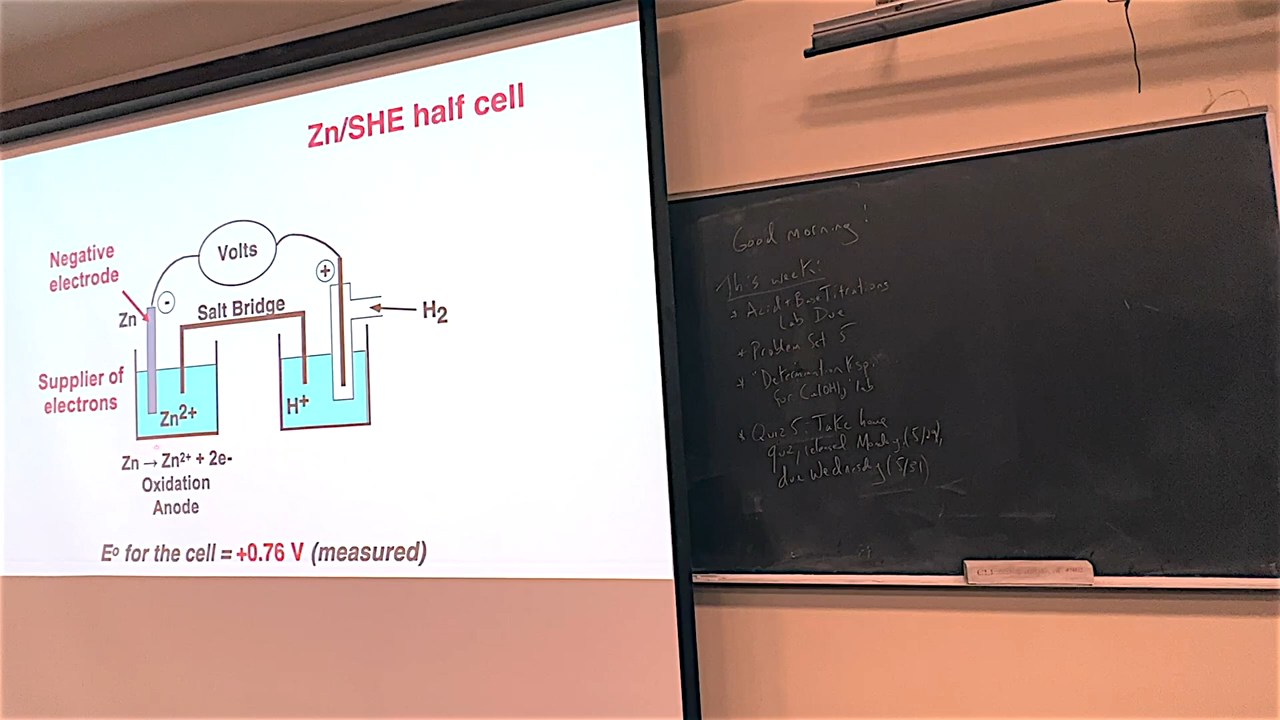 Zn/SHE half cell
Negative
electrode
Volts
+
-
Zn
Salt Bridge
H2
Supplier of
electrons
Zn2+
H+
Zn → Zn²⁺ + 2e-
Oxidation
Anode
Eº for the cell = +0.76 V (measured)
Good morning!
This week:
* Acid + Base Titrations
Lab Due
* Problem Set 5
* "Determination Ksp
for Ca(OH)2" lab
* Quiz 5: Take home
quiz, released Monday (5/29),
due Wednesday (5/31)